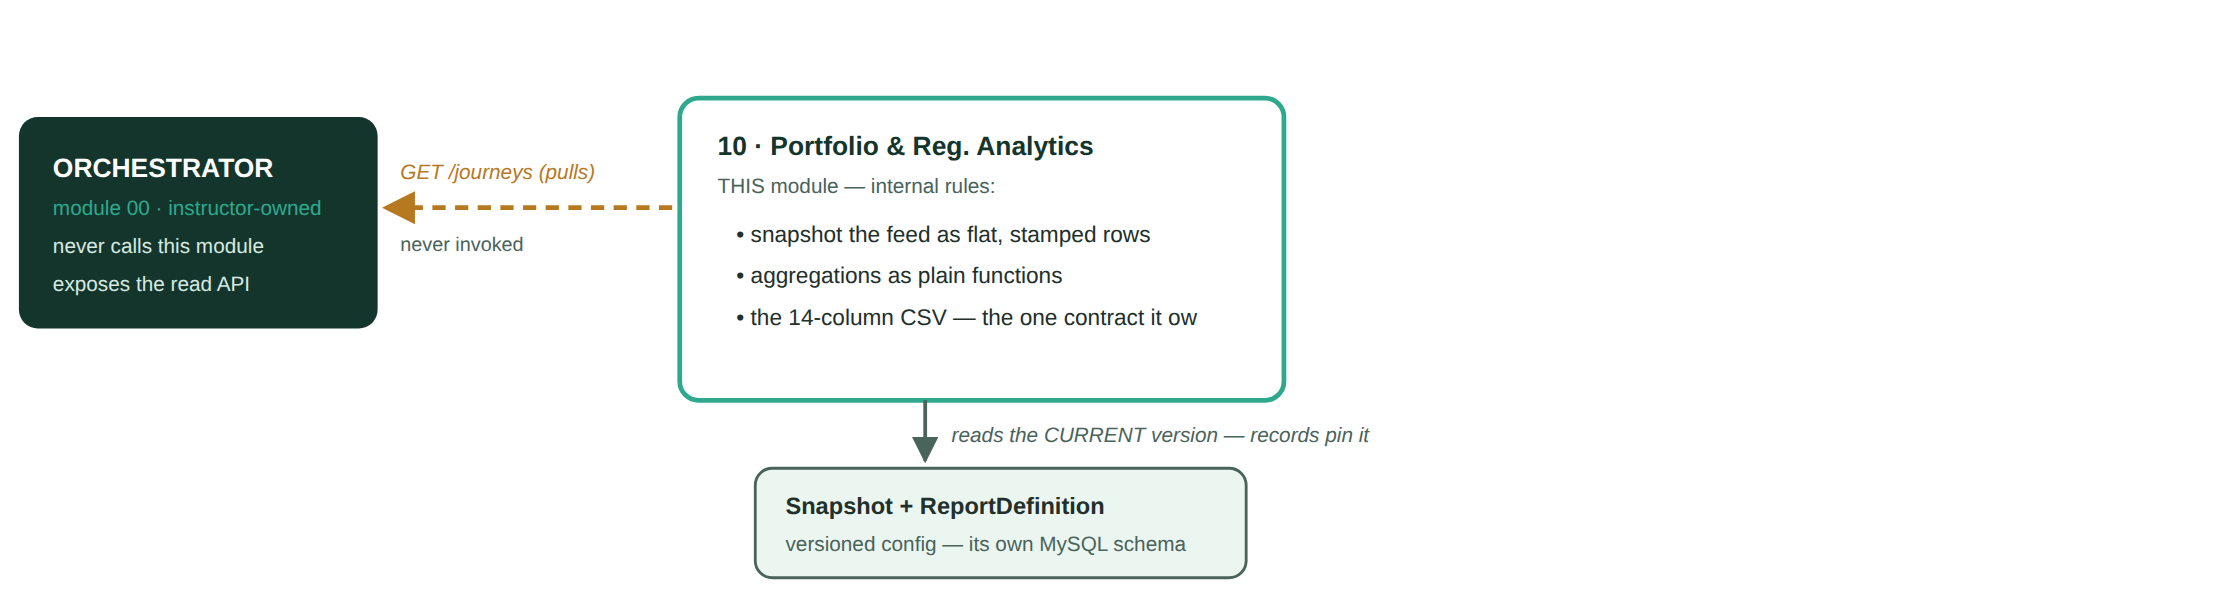 ORCHESTRATOR
module 00 · instructor-owned
never calls this module
exposes the read API
GET /journeys (pulls)
never invoked
10 · Portfolio & Reg. Analytics
THIS module — internal rules:
• snapshot the feed as flat, stamped rows
• aggregations as plain functions
• the 14-column CSV — the one contract it ow
reads the CURRENT version — records pin it
Snapshot + ReportDefinition
versioned config — its own MySQL schema